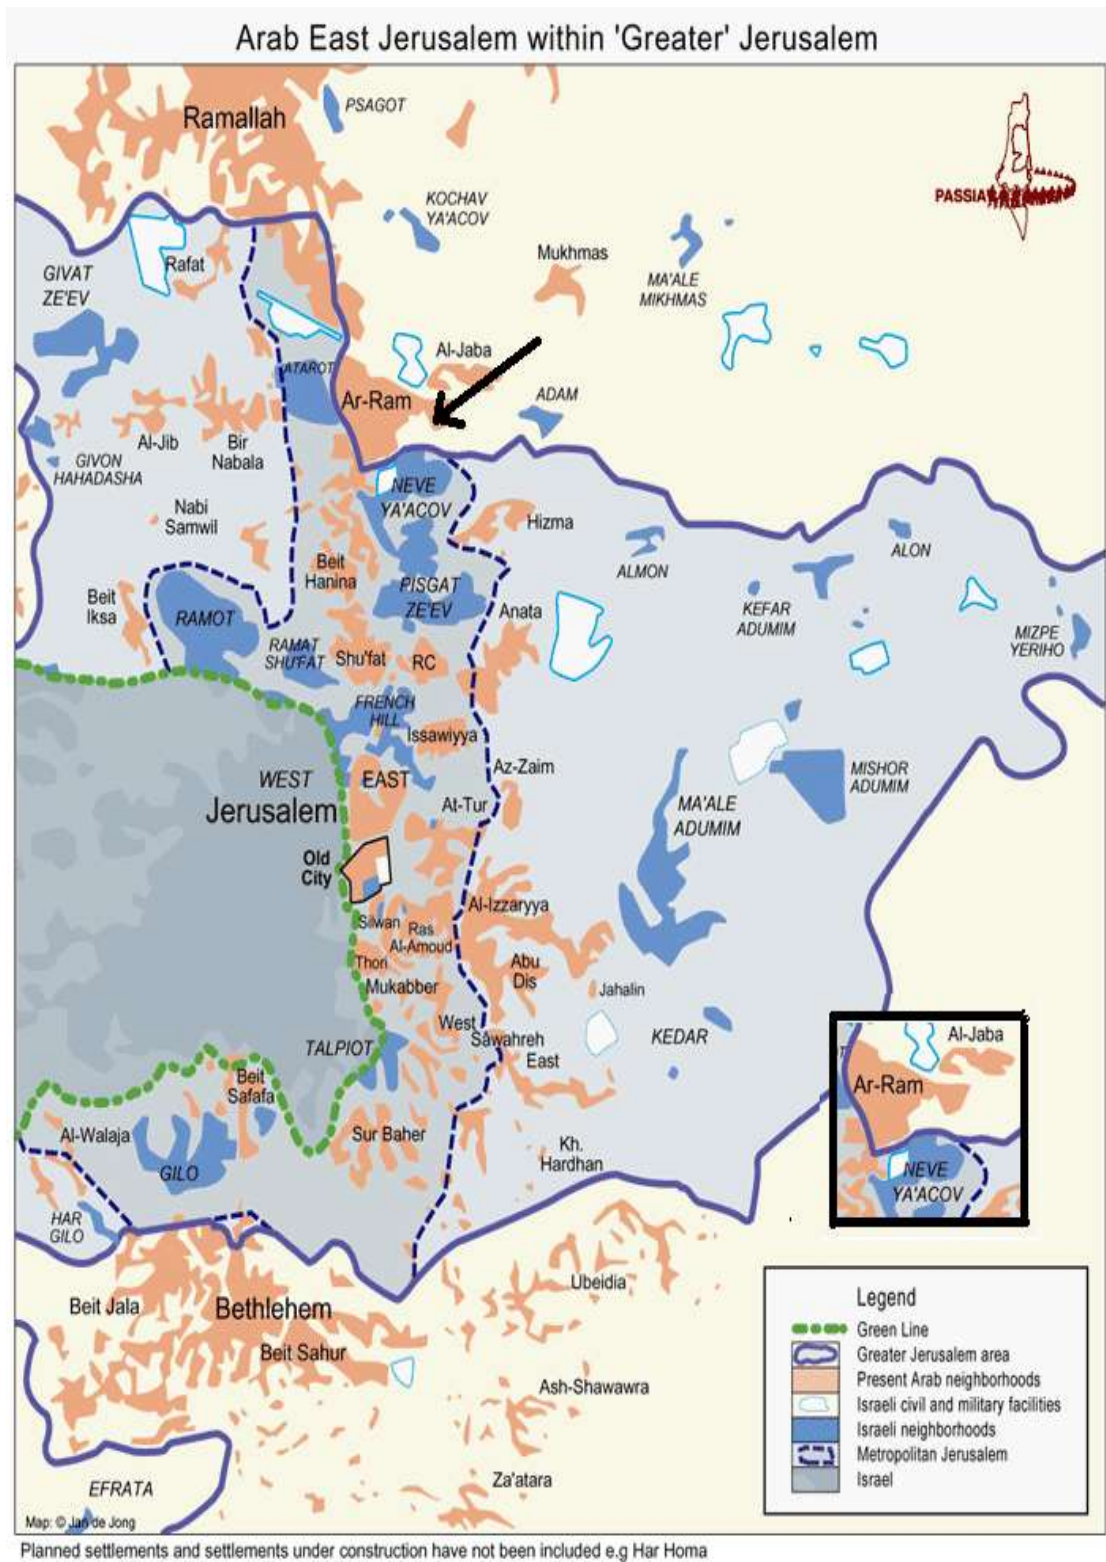 Arab East Jerusalem within 'Greater' Jerusalem
Ramallah
PSAGOT
PASSIA
KOCHAV
YA'ACOV
Mukhmas
Rafat
GIVAT
ZE'EV
MA'ALE
MIKHMAS
Al-Jaba
ATAROT
Ar-Ram
ADAM
Al-Jib
Bir
Nabala
GIVON
HAHADASHA
NEVE
YA'ACOV
Nabi
Samwil
Hizma
ALON
Beit
Hanina
ALMON
PISGAT
ZE'EV
Beit
Iksa
RAMOT
Anata
KEFAR
ADUMIM
MIZPE
YERIHO
RAMAT
SHU'FAT
Shu'fat
RC
FRENCH
HILL
Issawiyya
WEST
Jerusalem
EAST
Az-Zaim
MISHOR
ADUMIM
At-Tur
MA'ALE
ADUMIM
Old
City
Al-Izzaryya
Silwan
Ras
Al-Amoud
Thori
Abu
Dis
Mukabber
Jahalin
West
Sawahreh
East
KEDAR
TALPIOT
Beit
Safafa
Al-Walaja
Sur Baher
GILO
Kh.
Hardhan
HAR
GILO
Al-Jaba
Ar-Ram
NEVE
YA'ACOV
Beit Jala
Bethlehem
Ubeidia
Beit Sahur
Ash-Shawawra
EFRATA
Za'atara
Legend
Green Line
Greater Jerusalem area
Present Arab neighborhoods
Israeli civil and military facilities
Israeli neighborhoods
Metropolitan Jerusalem
Israel
Map: © Jan de Jong
Planned settlements and settlements under construction have not been included e.g Har Homa